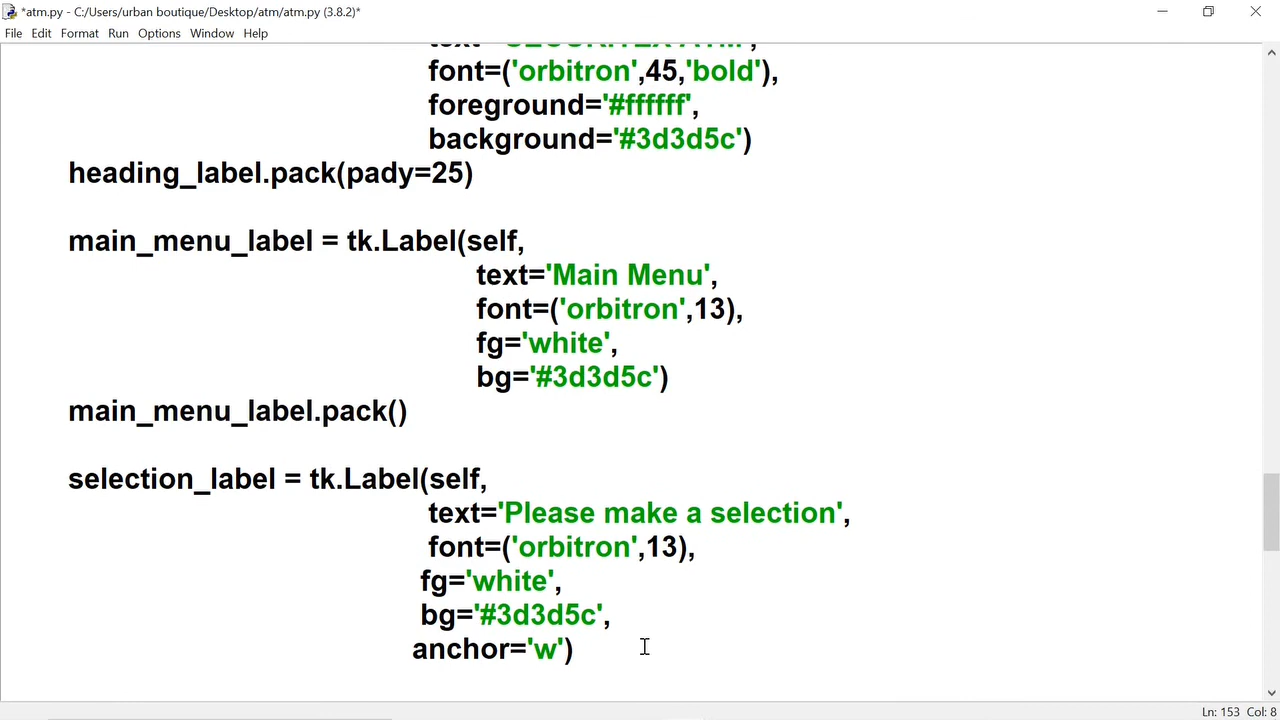 *atm.py - C:/Users/urban boutique/Desktop/atm/atm.py (3.8.2)*
File Edit Format Run Options Window Help
font=('orbitron',45,'bold'),
foreground='#ffffff',
background='#3d3d5c')
heading_label.pack(pady=25)
main_menu_label = tk.Label(self,
text='Main Menu',
font=('orbitron',13),
fg='white',
bg='#3d3d5c')
main_menu_label.pack()
selection_label = tk.Label(self,
text='Please make a selection',
font=('orbitron',13),
fg='white',
bg='#3d3d5c',
anchor='w')
Ln: 153 Col: 8